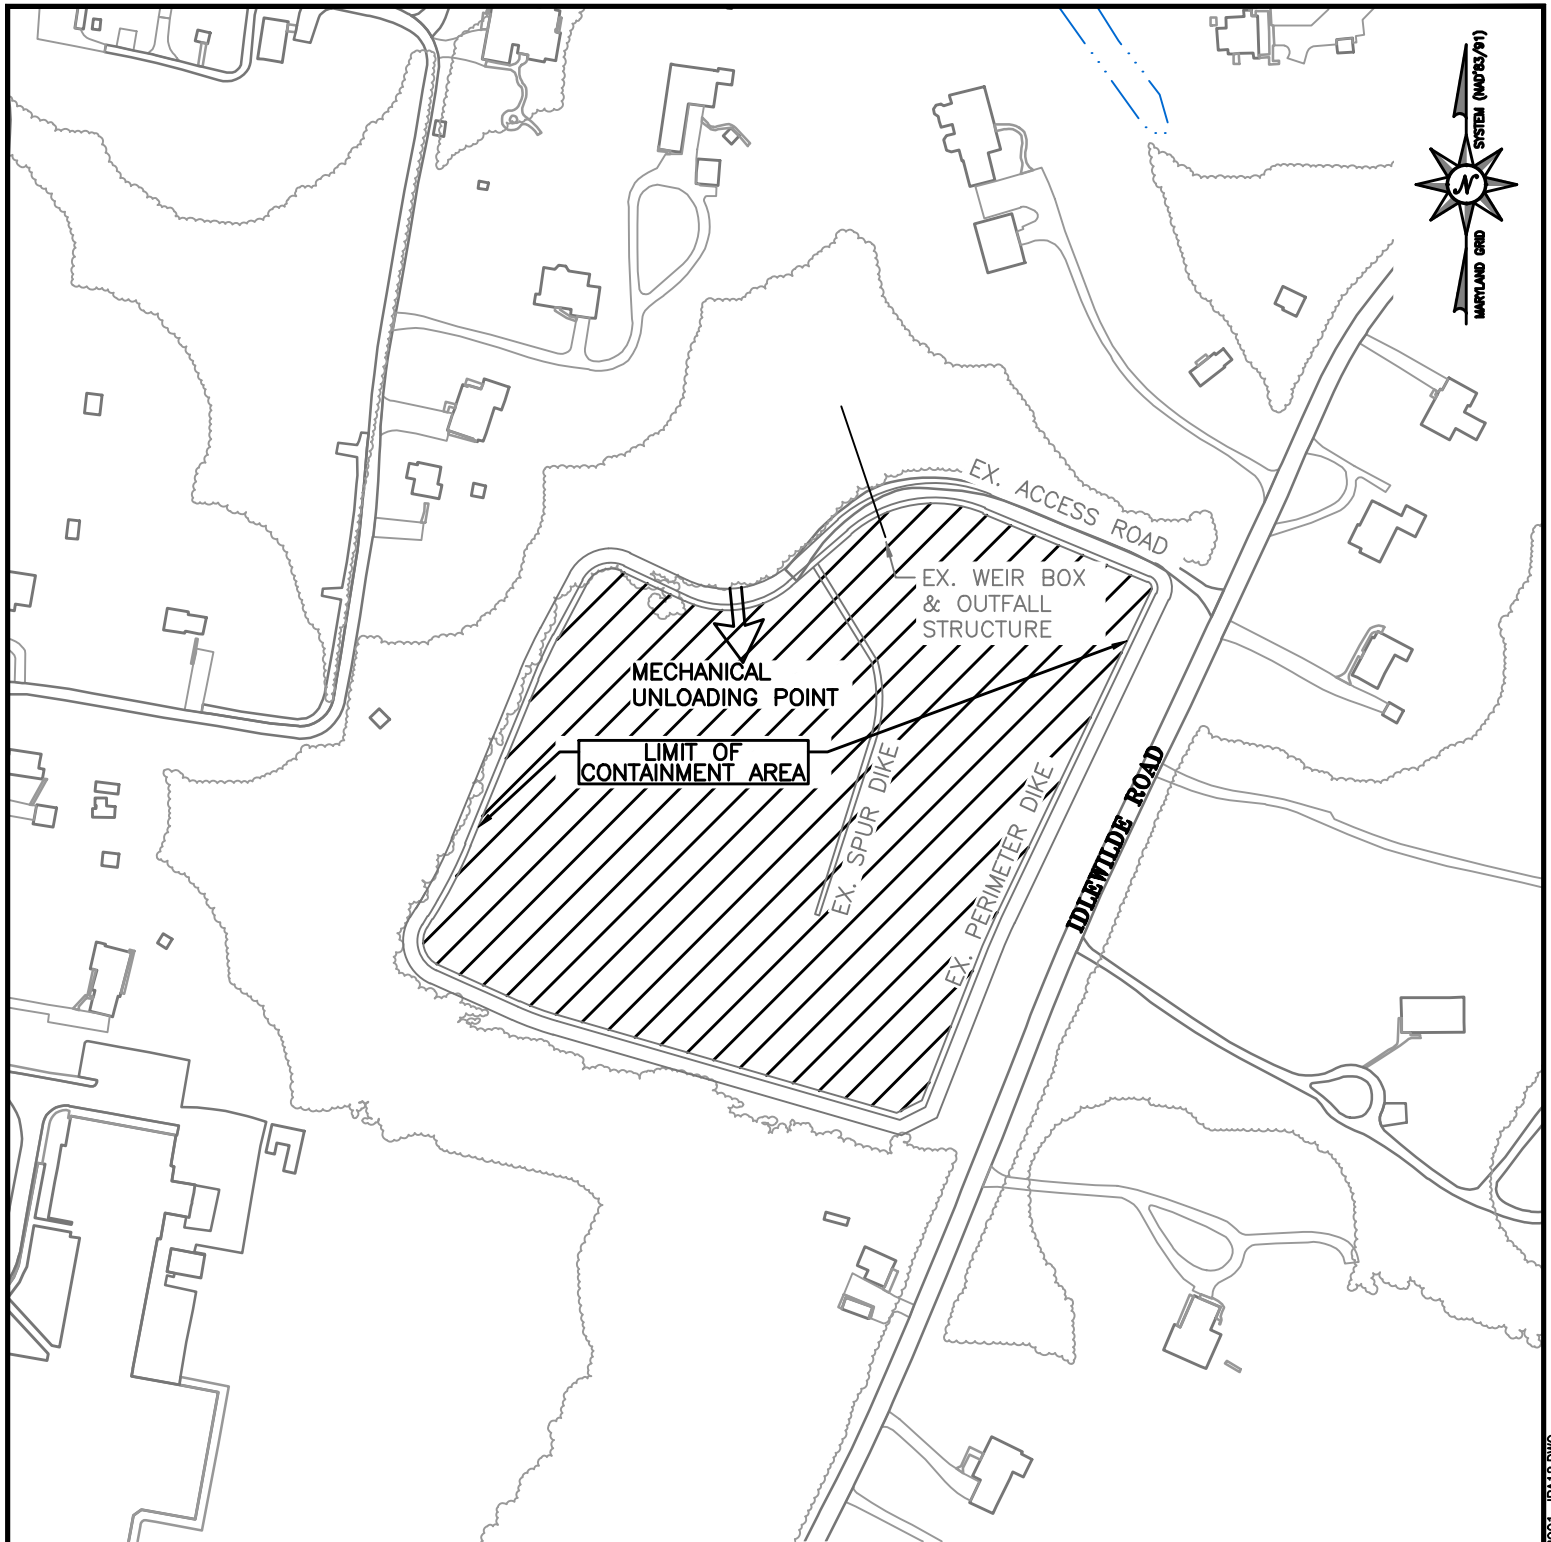 SYSTEM (NAD'83/91)
N
MARYLAND GRID
EX. ACCESS ROAD
EX. WEIR BOX
& OUTFALL
STRUCTURE
MECHANICAL
UNLOADING POINT
LIMIT OF
CONTAINMENT AREA
EX. SPUR DIKE
EX. PERIMETER DIKE
IDLEWILDE ROAD